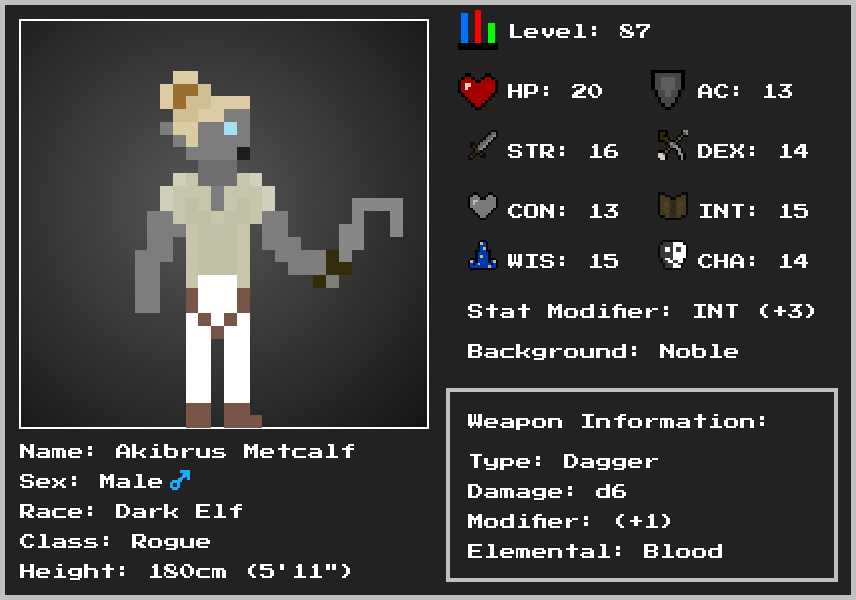 Level: 87
HP: 20 AC: 13
STR: 16 DEX: 14
CON: 13 INT: 15
WIS: 15 CHA: 14
Stat Modifier: INT (+3)
Background: Noble
Weapon Information:
Type: Dagger
Damage: d6
Modifier: (+1)
Elemental: Blood
Name: Akibrus Metcalf
Sex: Male ♂
Race: Dark Elf
Class: Rogue
Height: 180cm (5'11")